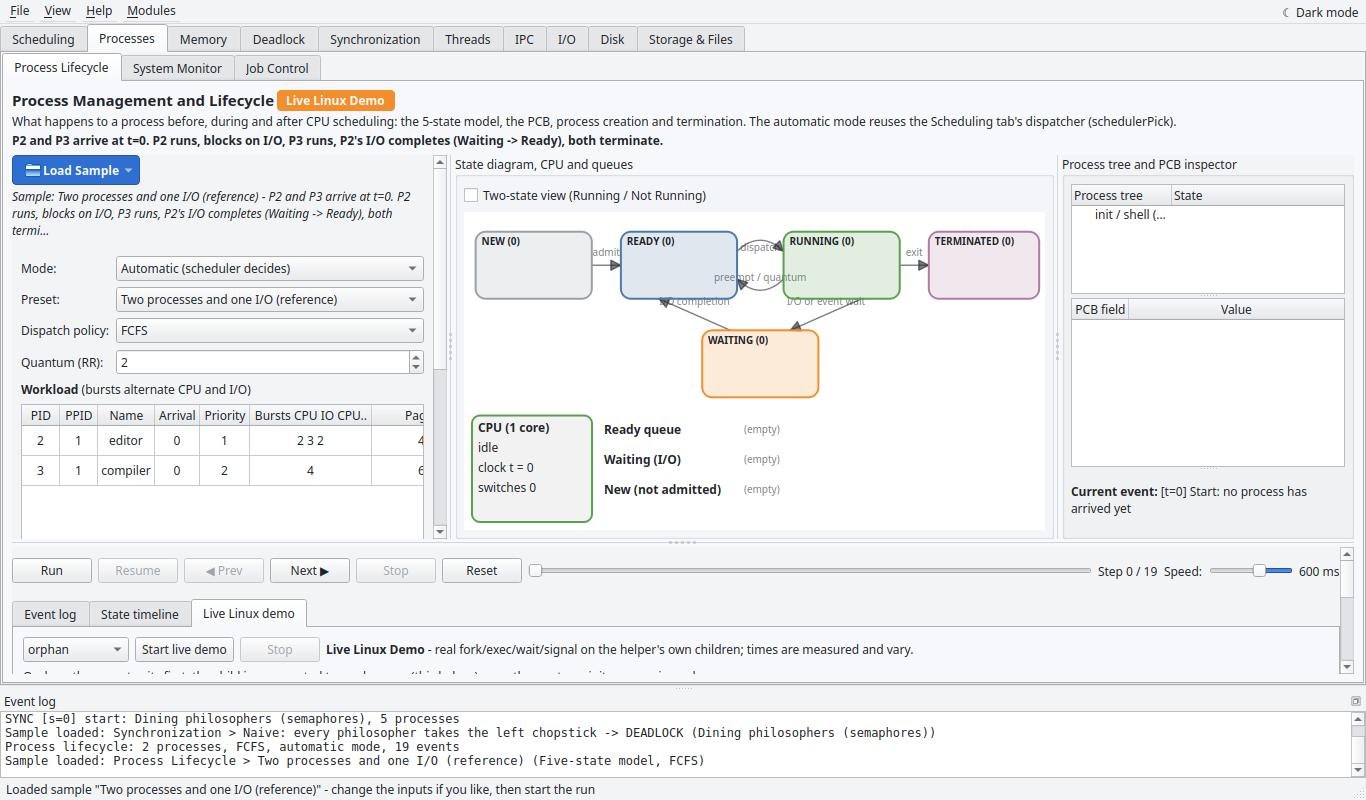 File View Help Modules
Dark mode
Scheduling Processes Memory Deadlock Synchronization Threads IPC I/O Disk Storage & Files
Process Lifecycle System Monitor Job Control
Process Management and Lifecycle Live Linux Demo
What happens to a process before, during and after CPU scheduling: the 5-state model, the PCB, process creation and termination. The automatic mode reuses the Scheduling tab's dispatcher (schedulerPick).
P2 and P3 arrive at t=0. P2 runs, blocks on I/O, P3 runs, P2's I/O completes (Waiting -> Ready), both terminate.
Load Sample
Sample: Two processes and one I/O (reference) - P2 and P3 arrive at t=0. P2
runs, blocks on I/O, P3 runs, P2's I/O completes (Waiting -> Ready), both
termi...
Mode: Automatic (scheduler decides)
Preset: Two processes and one I/O (reference)
Dispatch policy: FCFS
Quantum (RR): 2
Workload (bursts alternate CPU and I/O)
PID PPID Name Arrival Priority Bursts CPU IO CPU.. Pag
2 1 editor 0 1 2 3 2 4
3 1 compiler 0 2 4 6
State diagram, CPU and queues
Two-state view (Running / Not Running)
NEW (0)
admit
READY (0)
dispatch
RUNNING (0)
exit
TERMINATED (0)
preempt / quantum
I/O completion
I/O or event wait
WAITING (0)
CPU (1 core)
idle
clock t = 0
switches 0
Ready queue (empty)
Waiting (I/O) (empty)
New (not admitted) (empty)
Process tree and PCB inspector
Process tree State
init / shell (...
PCB field Value
Current event: [t=0] Start: no process has
arrived yet
Run Resume Prev Next Stop Reset Step 0 / 19 Speed: 600 ms
Event log State timeline Live Linux demo
orphan Start live demo Stop Live Linux Demo - real fork/exec/wait/signal on the helper's own children; times are measured and vary.
Event log
SYNC [s=0] start: Dining philosophers (semaphores), 5 processes
Sample loaded: Synchronization > Naive: every philosopher takes the left chopstick -> DEADLOCK (Dining philosophers (semaphores))
Process lifecycle: 2 processes, FCFS, automatic mode, 19 events
Sample loaded: Process Lifecycle > Two processes and one I/O (reference) (Five-state model, FCFS)
Loaded sample "Two processes and one I/O (reference)" - change the inputs if you like, then start the run